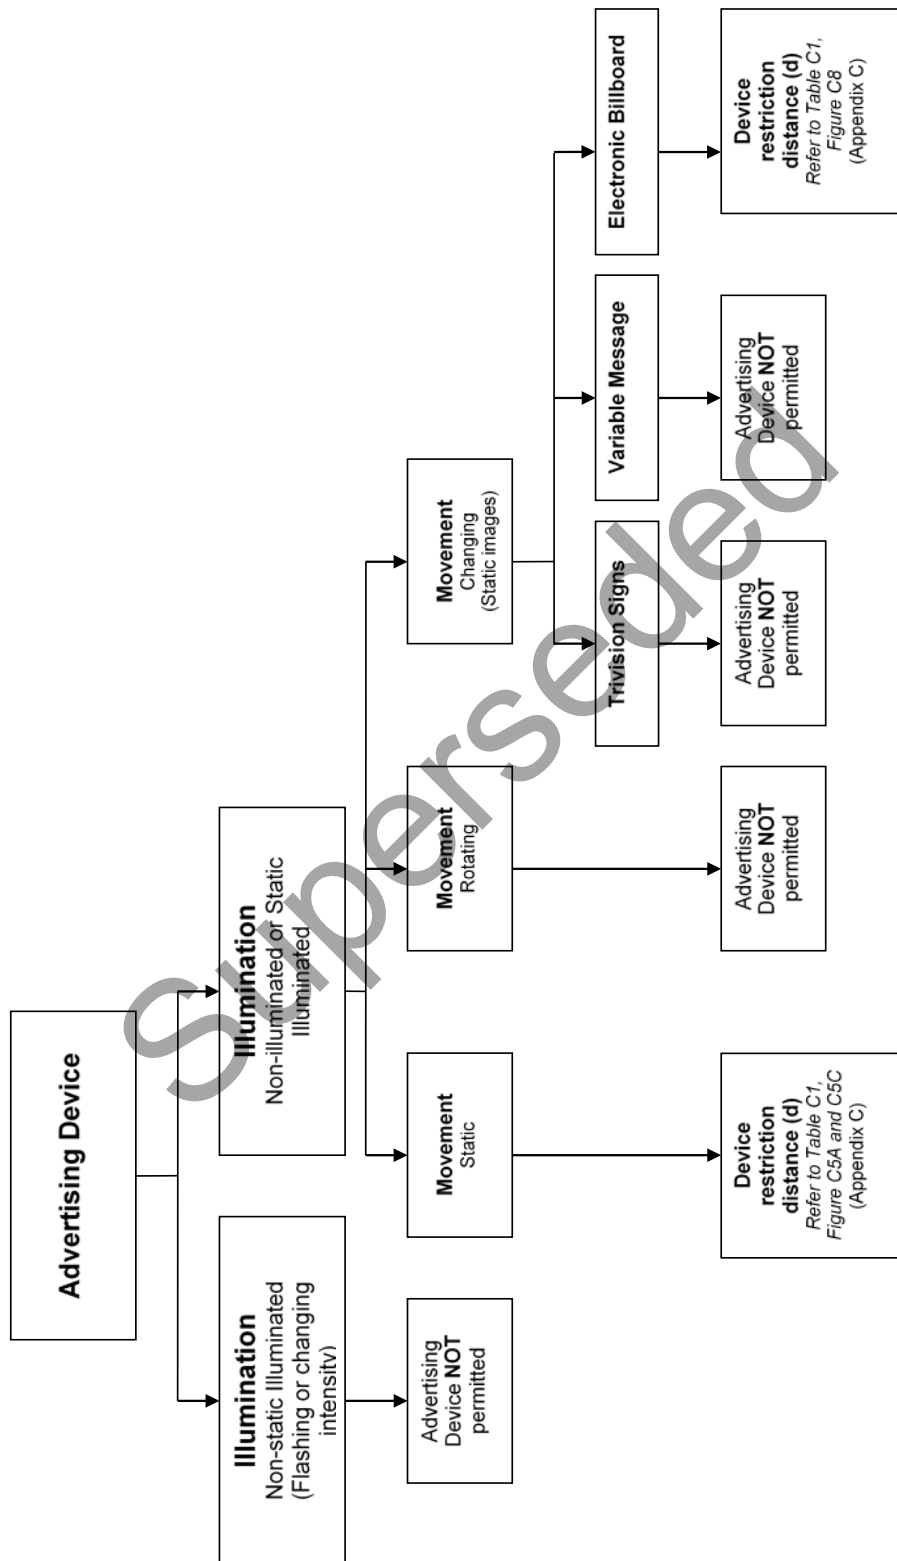 Advertising Device
Illumination
Non-static Illuminated
(Flashing or changing
intensity)
Illumination
Non-illuminated or Static
Illuminated
Advertising
Device NOT
permitted
Movement
Static
Movement
Rotating
Movement
Changing
(Static images)
Trivision Signs
Variable Message
Electronic Billboard
Device
restriction
distance (d)
Refer to Table C1,
Figure C5A and C5C
(Appendix C)
Advertising
Device NOT
permitted
Advertising
Device NOT
permitted
Advertising
Device NOT
permitted
Device
restriction
distance (d)
Refer to Table C1,
Figure C8
(Appendix C)
Superseded